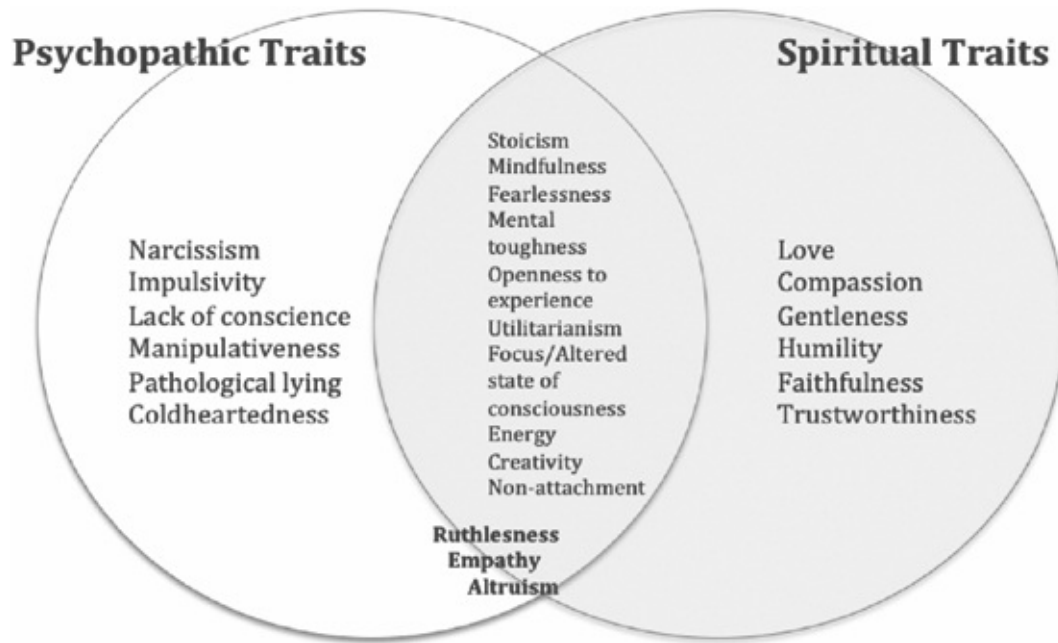 Psychopathic Traits
Spiritual Traits
Narcissism
Impulsivity
Lack of conscience
Manipulativeness
Pathological lying
Coldheartedness
Stoicism
Mindfulness
Fearlessness
Mental
toughness
Openness to
experience
Utilitarianism
Focus/Altered
state of
consciousness
Energy
Creativity
Non-attachment
Ruthlesness
Empathy
Altruism
Love
Compassion
Gentleness
Humility
Faithfulness
Trustworthiness